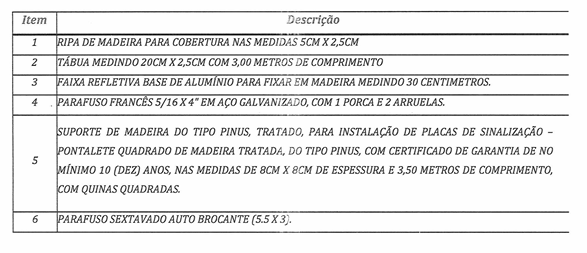 Item Descrição
1 RIPA DE MADEIRA PARA COBERTURA NAS MEDIDAS 5CM X 2,5CM
2 TÁBUA MEDINDO 20CM X 2,5CM COM 3,00 METROS DE COMPRIMENTO
3 FAIXA REFLETIVA BASE DE ALUMÍNIO PARA FIXAR EM MADEIRA MEDINDO 30 CENTIMETROS.
4 PARAFUSO FRANCÊS 5/16 X 4" EM AÇO GALVANIZADO, COM 1 PORCA E 2 ARRUELAS.
5 SUPORTE DE MADEIRA DO TIPO PINUS, TRATADO, PARA INSTALAÇÃO DE PLACAS DE SINALIZAÇÃO –
PONTALETE QUADRADO DE MADEIRA TRATADA, DO TIPO PINUS, COM CERTIFICADO DE GARANTIA DE NO
MÍNIMO 10 (DEZ) ANOS, NAS MEDIDAS DE 8CM X 8CM DE ESPESSURA E 3,50 METROS DE COMPRIMENTO,
COM QUINAS QUADRADAS.
6 PARAFUSO SEXTAVADO AUTO BROCANTE (5.5 X 3).